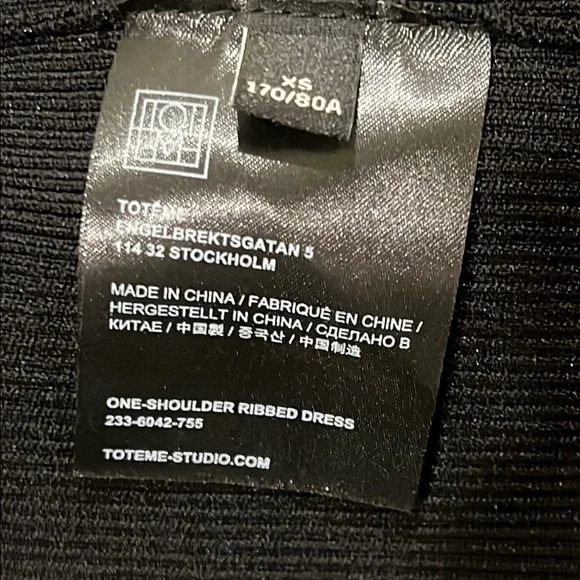 XS
170/80A
TOTEME
ENGELBREKTSGATAN 5
114 32 STOCKHOLM
MADE IN CHINA / FABRIQUÉ EN CHINE /
HERGESTELLT IN CHINA / СДЕЛАНО В
КИТАЕ / 中国製 / 중국산 / 中国制造
ONE-SHOULDER RIBBED DRESS
233-6042-755
TOTEME-STUDIO.COM